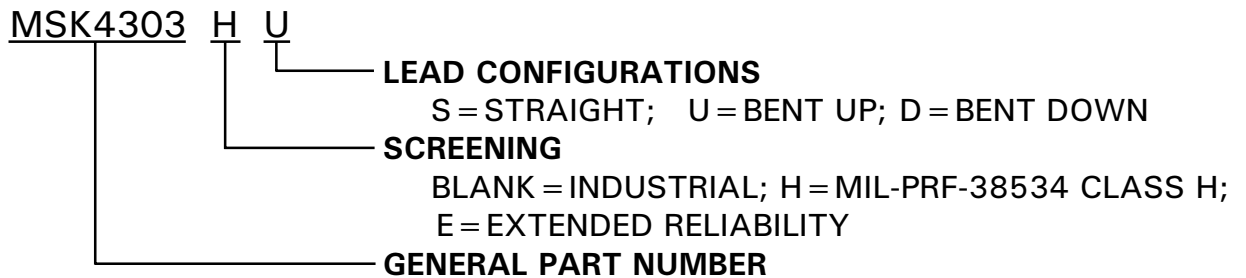 MSK4303 H U
LEAD CONFIGURATIONS
S=STRAIGHT; U=BENT UP; D=BENT DOWN
SCREENING
BLANK=INDUSTRIAL; H=MIL-PRF-38534 CLASS H;
E=EXTENDED RELIABILITY
GENERAL PART NUMBER